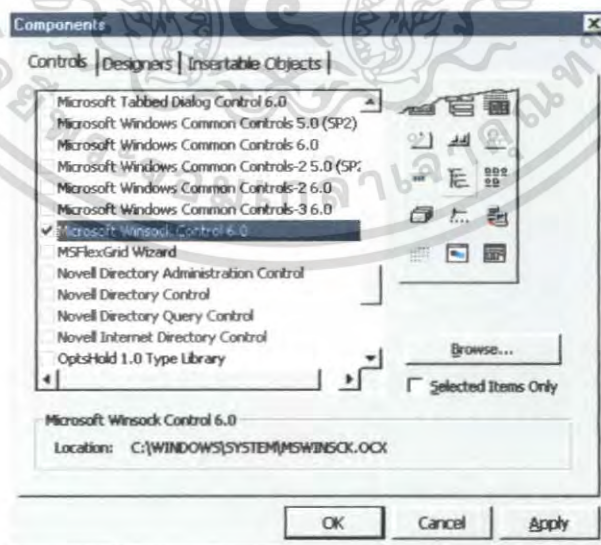 Components
Controls Designers Insertable Objects
Microsoft Tabbed Dialog Control 6.0
Microsoft Windows Common Controls 5.0 (SP2)
Microsoft Windows Common Controls 6.0
Microsoft Windows Common Controls-2 5.0 (SP2
Microsoft Windows Common Controls-2 6.0
Microsoft Windows Common Controls-3 6.0
Microsoft Winsock Control 6.0
MSFlexGrid Wizard
Novell Directory Administration Control
Novell Directory Control
Novell Directory Query Control
Novell Internet Directory Control
OptsHold 1.0 Type Library
Browse...
Selected Items Only
Microsoft Winsock Control 6.0
Location: C:\WINDOWS\SYSTEM\MSWINSCK.OCX
OK Cancel Apply